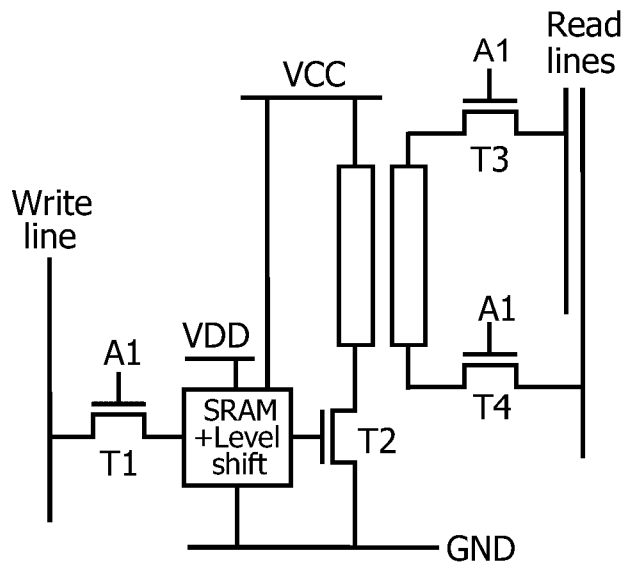 Read
lines
A1
VCC
T3
Write
line
A1
VDD
A1
T4
SRAM
+Level
shift
T2
T1
GND